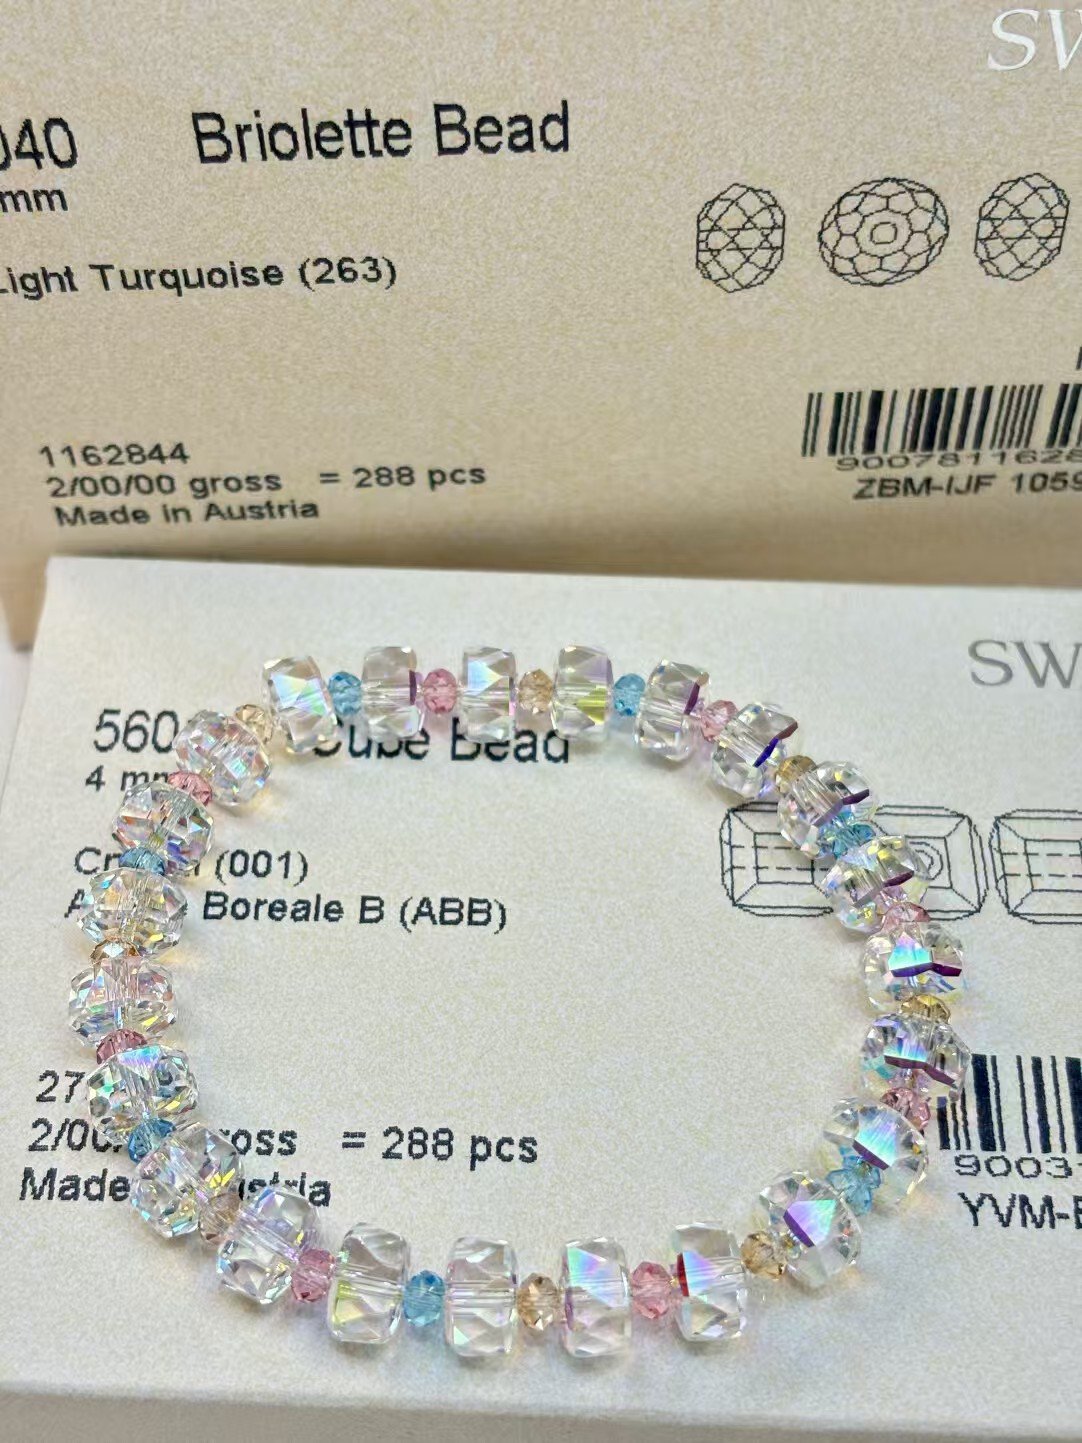 SW
040 Briolette Bead
mm
Light Turquoise (263)
1162844
2/00/00 gross = 288 pcs
Made in Austria
9007811628
ZBM-IJF 1059
SW
560 Cube Bead
4 mm
(001)
Boreale B (ABB)
27
2/00 gross = 288 pcs
Made Austria
9003
YVM-